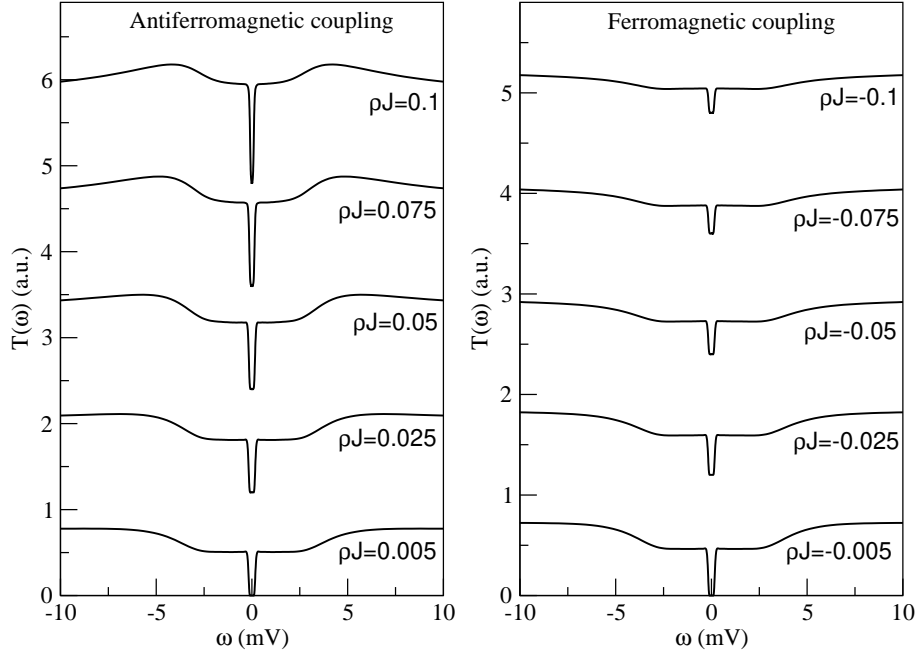 Antiferromagnetic coupling
T(ω) (a.u.)
6
5
4
3
2
1
0
ρJ=0.1
ρJ=0.075
ρJ=0.05
ρJ=0.025
ρJ=0.005
-10 -5 0 5 10
ω (mV)
Ferromagnetic coupling
T(ω) (a.u.)
5
4
3
2
1
0
ρJ=-0.1
ρJ=-0.075
ρJ=-0.05
ρJ=-0.025
ρJ=-0.005
-10 -5 0 5 10
ω (mV)